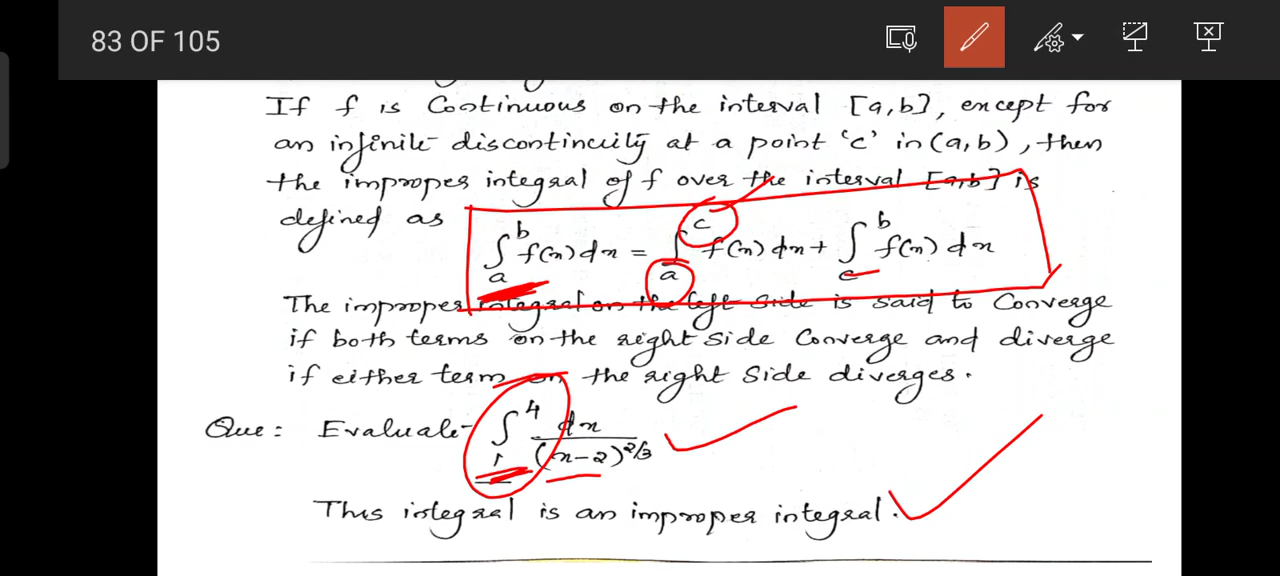 83 OF 105
If f is Continuous on the interval [a,b], except for
an infinite discontinuity at a point 'c' in (a,b), then
the improper integral of f over the interval [a,b] is
defined as ∫_a^b f(x) dx = ∫_a^c f(x) dx + ∫_c^b f(x) dx
The improper integral on the left Side is said to Converge
if both terms on the right Side Converge and diverge
if either term on the right Side diverges.
Que: Evaluate ∫_1^4 dx/(x-2)^2/3
This integral is an improper integral.